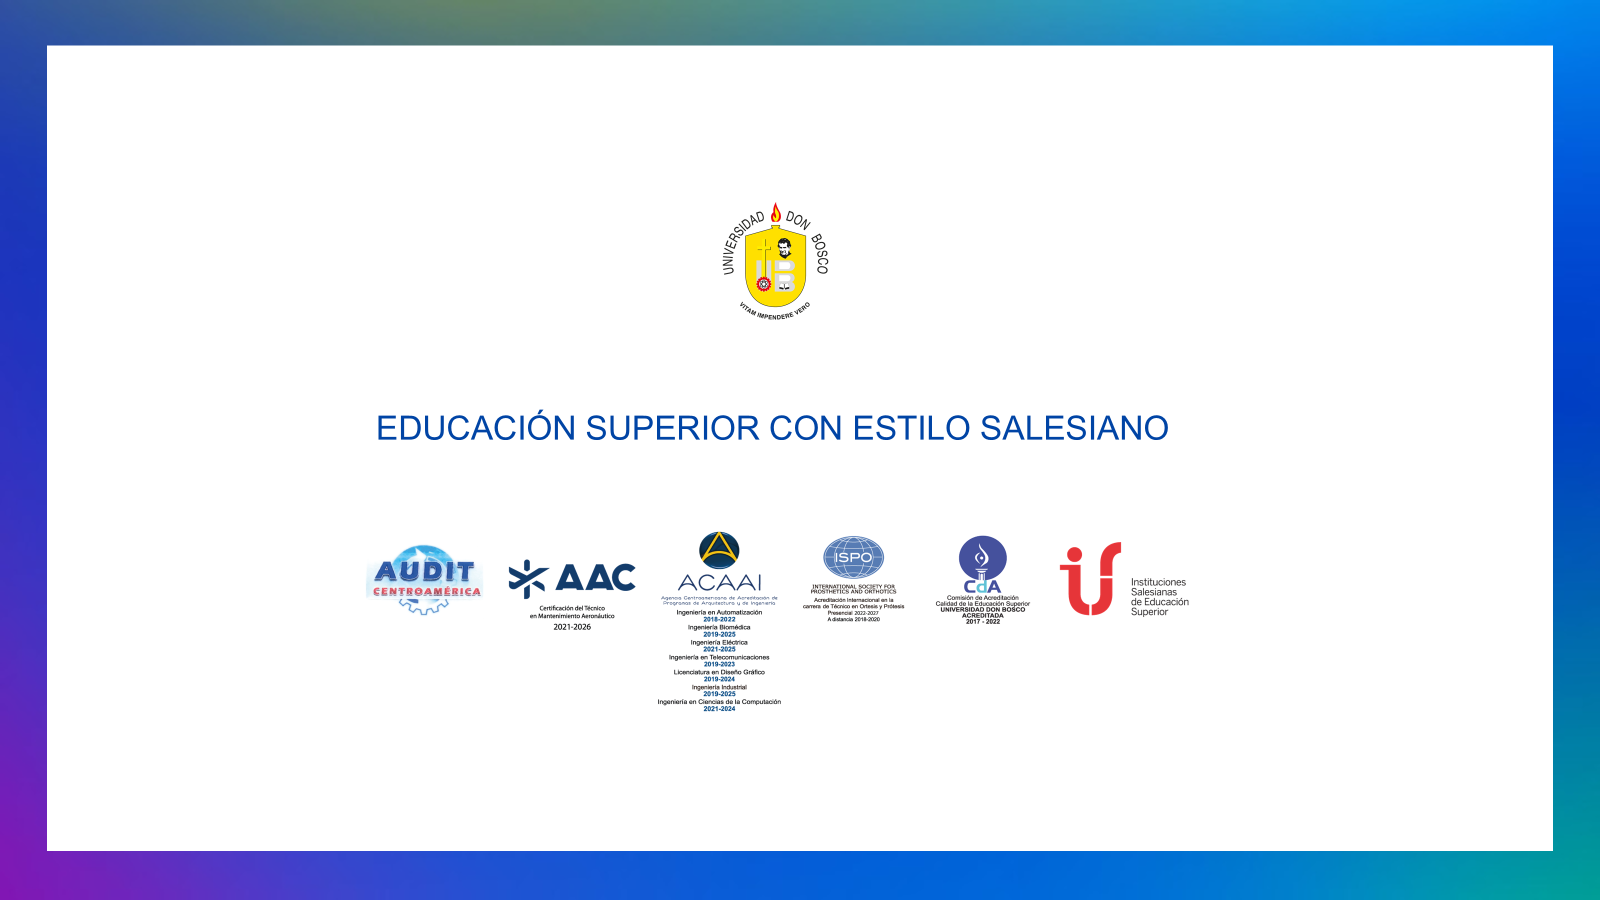 UNIVERSIDAD DON BOSCO
UB
VITAM IMPENDERE VERO
EDUCACIÓN SUPERIOR CON ESTILO SALESIANO
AUDIT
CENTROAMÉRICA
AAC
Certificación del Técnico
en Mantenimiento Aeronáutico
2021-2026
ACAAI
Agencia Centroamericana de Acreditación de
Programas de Arquitectura y de Ingeniería
Ingeniería en Automatización
2018-2022
Ingeniería Biomédica
2019-2025
Ingeniería Eléctrica
2021-2025
Ingeniería en Telecomunicaciones
2019-2023
Licenciatura en Diseño Gráfico
2019-2024
Ingeniería Industrial
2019-2025
Ingeniería en Ciencias de la Computación
2021-2024
ISPO
INTERNATIONAL SOCIETY FOR
PROSTHETICS AND ORTHOTICS
Acreditación Internacional en la
carrera de Técnico en Ortesis y Prótesis
Presencial 2022-2027
A distancia 2018-2020
CdA
Comisión de Acreditación
Calidad de la Educación Superior
UNIVERSIDAD DON BOSCO
ACREDITADA
2017 - 2022
Instituciones
Salesianas
de Educación
Superior